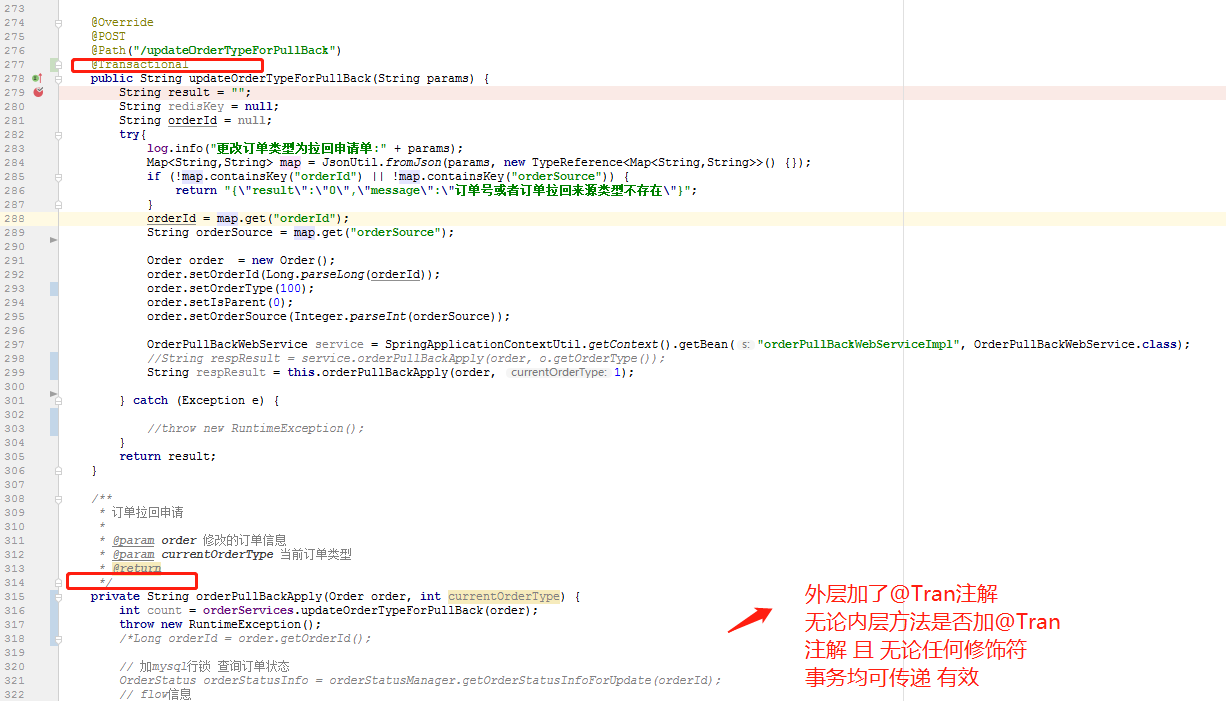 273
274 @Override
275 @POST
276 @Path("/updateOrderTypeForPullBack")
277 @Transactional
278 public String updateOrderTypeForPullBack(String params) {
279 String result = "";
280 String redisKey = null;
281 String orderId = null;
282 try{
283 log.info("更改订单类型为拉回申请单:" + params);
284 Map<String,String> map = JsonUtil.fromJson(params, new TypeReference<Map<String,String>>() {});
285 if (!map.containsKey("orderId") || !map.containsKey("orderSource")) {
286 return "{\"result\":\"0\",\"message\":\"订单号或者订单拉回来源类型不存在\"}";
287 }
288 orderId = map.get("orderId");
289 String orderSource = map.get("orderSource");
290
291 Order order  = new Order();
292 order.setOrderId(Long.parseLong(orderId));
293 order.setOrderType(100);
294 order.setIsParent(0);
295 order.setOrderSource(Integer.parseInt(orderSource));
296
297 OrderPullBackWebService service = SpringApplicationContextUtil.getContext().getBean( s: "orderPullBackWebServiceImpl", OrderPullBackWebService.class);
298 //String respResult = service.orderPullBackApply(order, o.getOrderType());
299 String respResult = this.orderPullBackApply(order, currentOrderType: 1);
300
301 } catch (Exception e) {
302
303 //throw new RuntimeException();
304 }
305 return result;
306 }
307
308 /**
309 * 订单拉回申请
310 *
311 * @param order 修改的订单信息
312 * @param currentOrderType 当前订单类型
313 * @return
314 */
315 private String orderPullBackApply(Order order, int currentOrderType) {
316 int count = orderServices.updateOrderTypeForPullBack(order);
317 throw new RuntimeException();
318 /*Long orderId = order.getOrderId();
319
320 // 加mysql行锁 查询订单状态
321 OrderStatus orderStatusInfo = orderStatusManager.getOrderStatusInfoForUpdate(orderId);
322 // flow信息
外层加了@Tran注解
无论内层方法是否加@Tran
注解 且 无论任何修饰符
事务均可传递 有效